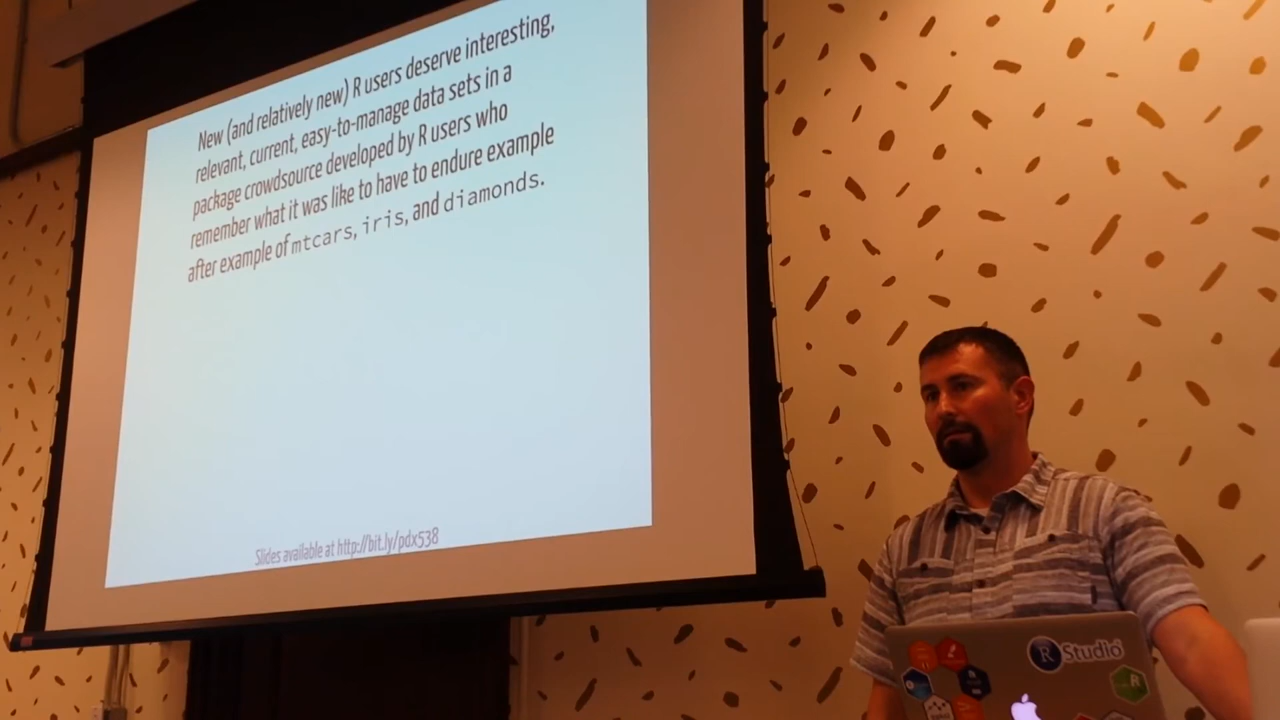 New (and relatively new) R users deserve interesting,
relevant, current, easy-to-manage data sets in a
package crowdsource developed by R users who
remember what it was like to have to endure example
after example of mtcars, iris, and diamonds.
Slides available at http://bit.ly/pdx538
R Studio